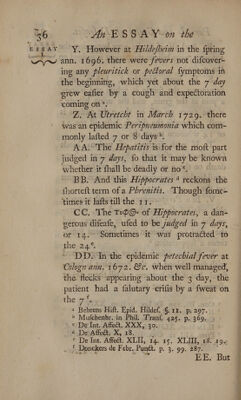 36 An ESSAY on the
ESSAY
I.
Y. However at Hildesheim in the spring
ann. 1696. there were fevers not discover-
ing any pleuritick or pectoral symptoms in
the beginning, which yet about the 7 day
grew easier by a cough and expectoration
coming on a.
Z. At Utretcht in March 1729. there
was an epidemic Peripneumonia which com-
monly lasted 7 or 8 days b.
AA. The Hepatitis is for the most part
judged in 7 days, so that it may be known
whether it shall be deadly or no c.
BB. And this Hippocrates d reckons the
shortest term of a Phrenitis. Though some-
times it lasts till the 11.
CC. The Τυφ@ of Hippocrates, a dan-
gerous disease, used to be judged in 7 days,
or 14. Sometimes it was protracted to
the 24 e.
DD. In the epidemic petechial fever at
Cologn ann. 1672. &c. when well managed,
the flecks appearing about the 3 day, the
patient had a salutary crisis by a sweat on
the 7 f.
a Behrens Hist. Epid. Hildes. §. 11. p. 297.
b Muschenbr. in Phil. Trans. 425. p. 369.
c De Int. Affect. XXX, 30.
d De Affect. X, 18.
e De Int. Affect. XLII, 14. 15. XLIII, 18. 19.
f Donckers de Febr. Punct. p. 3. 99. 287.
EE. But